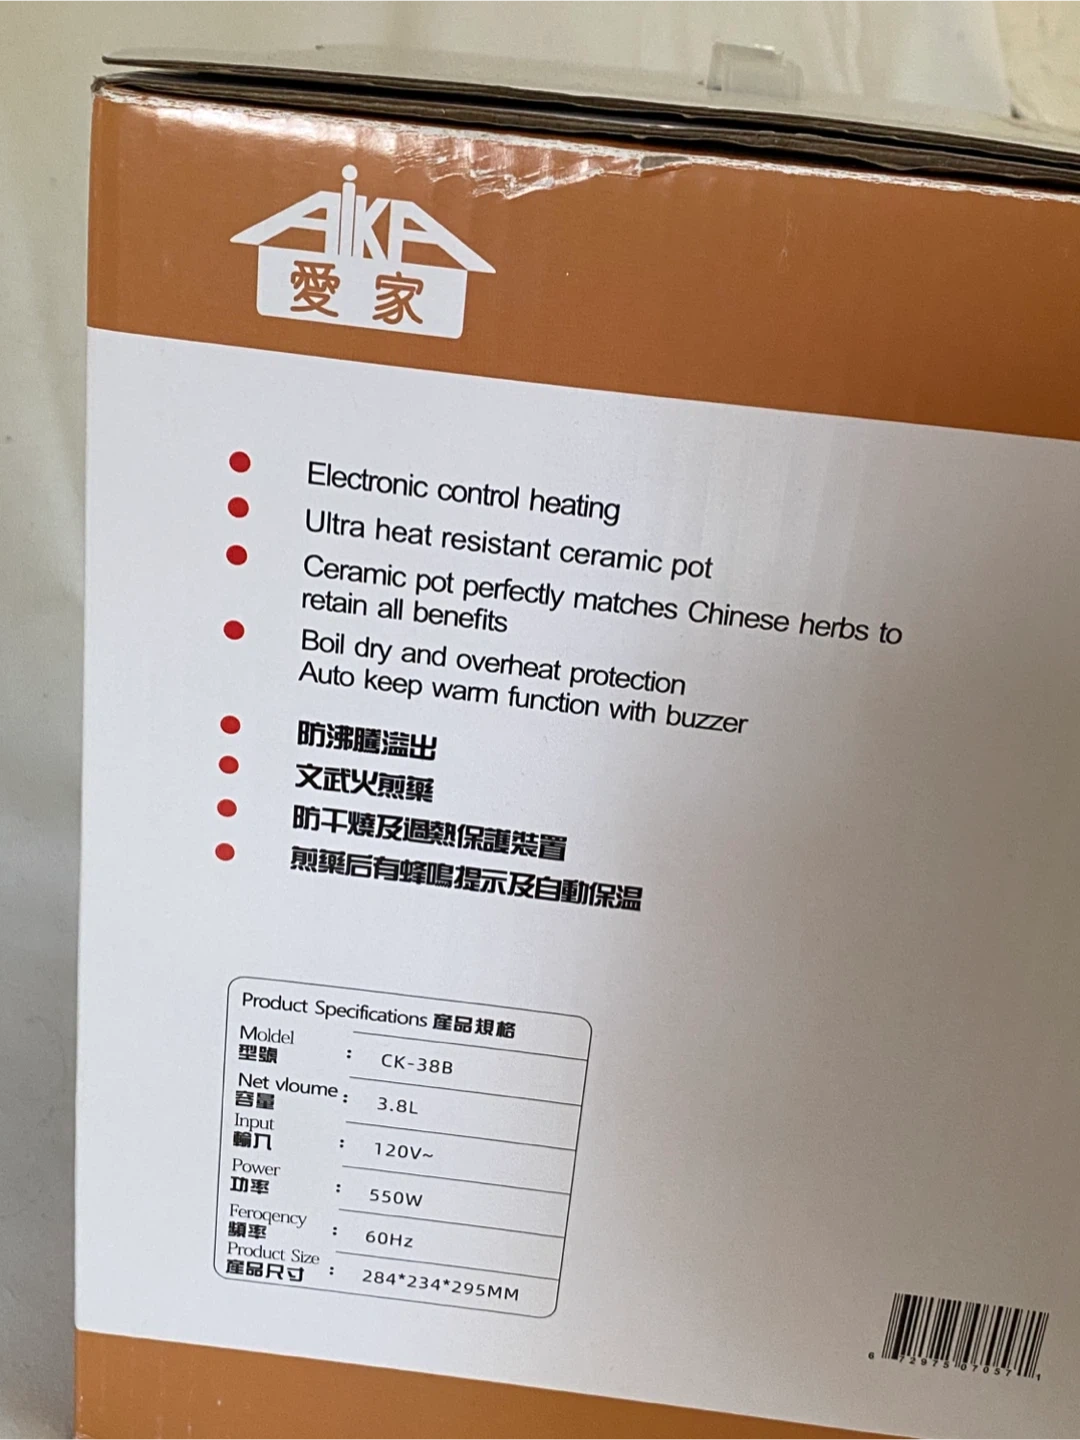 AiKA
愛家
Electronic control heating
Ultra heat resistant ceramic pot
Ceramic pot perfectly matches Chinese herbs to
retain all benefits
Boil dry and overheat protection
Auto keep warm function with buzzer
防沸騰溢出
文武火煎藥
防干燒及過熱保護裝置
煎藥后有蜂鳴提示及自動保温
Product Specifications 產品規格
Moldel
型號 : CK-38B
Net vloume
容量 : 3.8L
Input
輸入 : 120V~
Power
功率 : 550W
Feroqency
頻率 : 60Hz
Product Size
產品尺寸 : 284*234*295MM
6 72975 07057 1